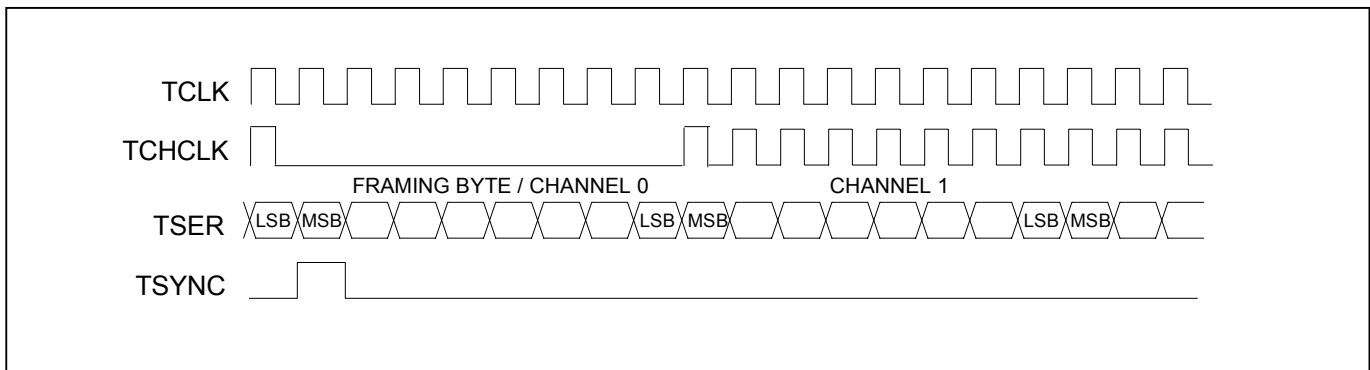 TCLK
TCHCLK
FRAMING BYTE / CHANNEL 0 CHANNEL 1
TSER LSB MSB LSB MSB LSB MSB
TSYNC